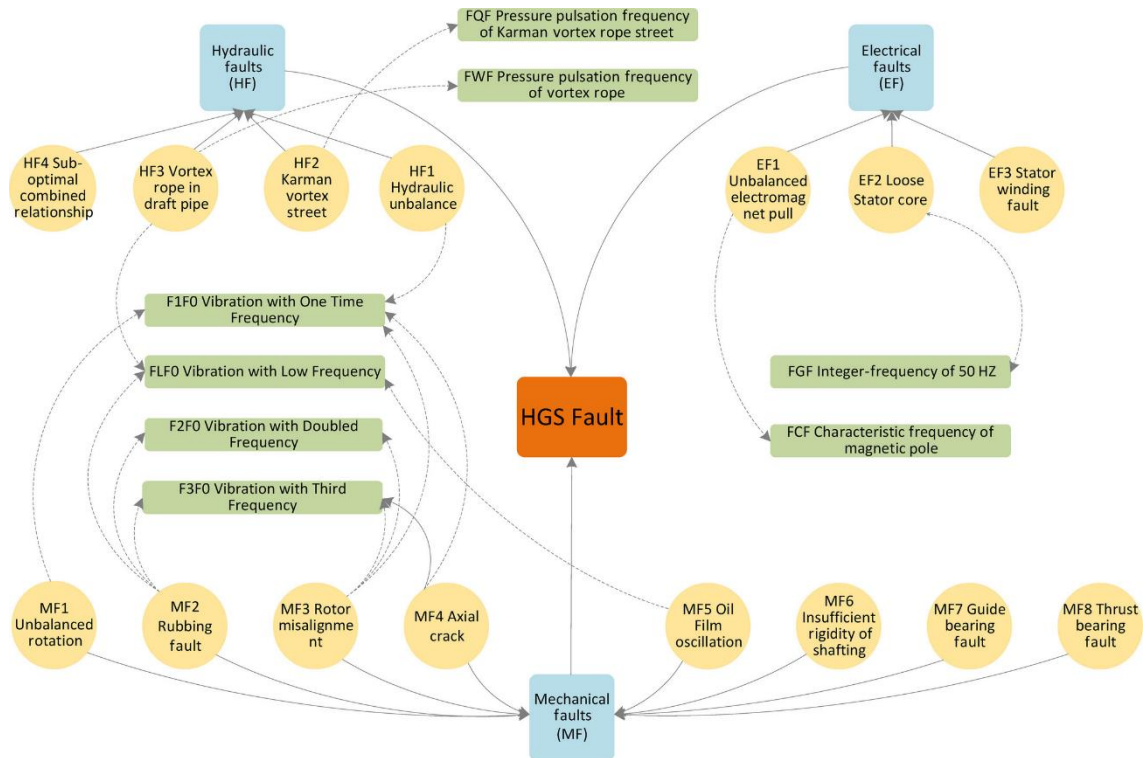 Hydraulic
faults
(HF)
FQF Pressure pulsation frequency
of Karman vortex rope street
FWF Pressure pulsation frequency
of vortex rope
Electrical
faults
(EF)
HF4 Sub-
optimal
combined
relationship
HF3 Vortex
rope in
draft pipe
HF2
Karman
vortex
street
HF1
Hydraulic
unbalance
EF1
Unbalanced
electromag
net pull
EF2 Loose
Stator core
EF3 Stator
winding
fault
F1F0 Vibration with One Time
Frequency
FLF0 Vibration with Low Frequency
F2F0 Vibration with Doubled
Frequency
F3F0 Vibration with Third
Frequency
HGS Fault
FGF Integer-frequency of 50 HZ
FCF Characteristic frequency of
magnetic pole
MF1
Unbalanced
rotation
MF2
Rubbing
fault
MF3 Rotor
misalignme
nt
MF4 Axial
crack
MF5 Oil
Film
oscillation
MF6
Insufficient
rigidity of
shafting
MF7 Guide
bearing
fault
MF8 Thrust
bearing
fault
Mechanical
faults
(MF)